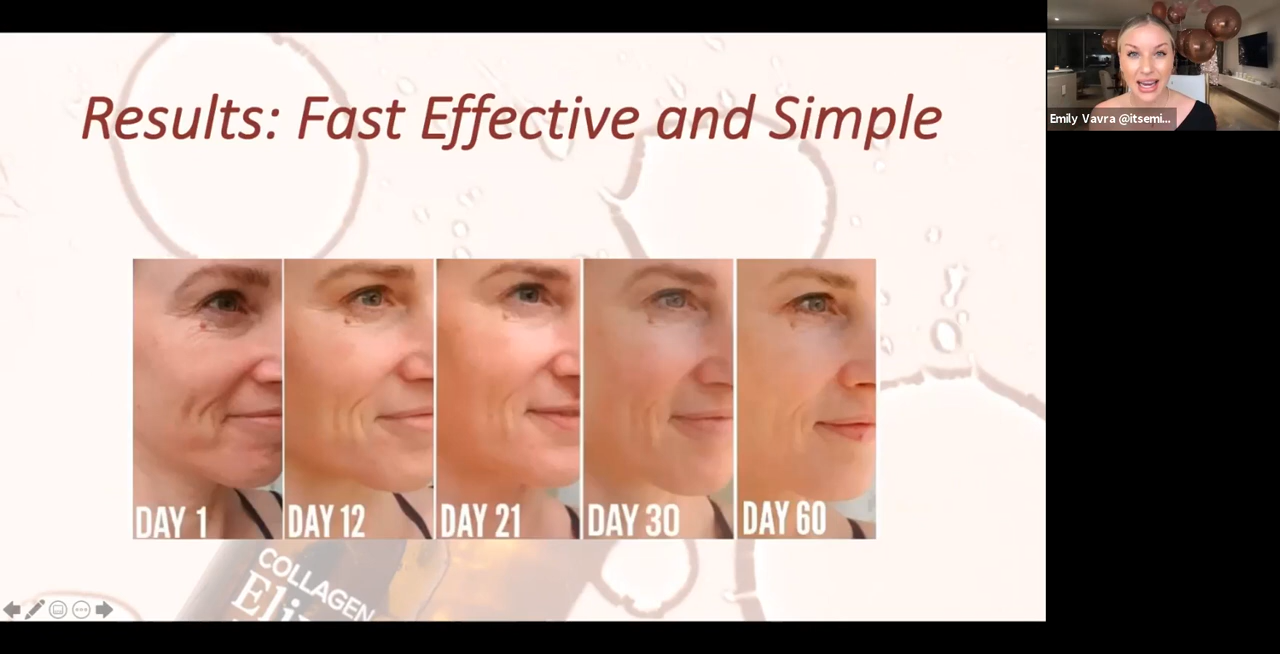 Results: Fast Effective and Simple
Emily Vavra @itsemi...
DAY 1
DAY 12
DAY 21
DAY 30
DAY 60
COLLAGEN